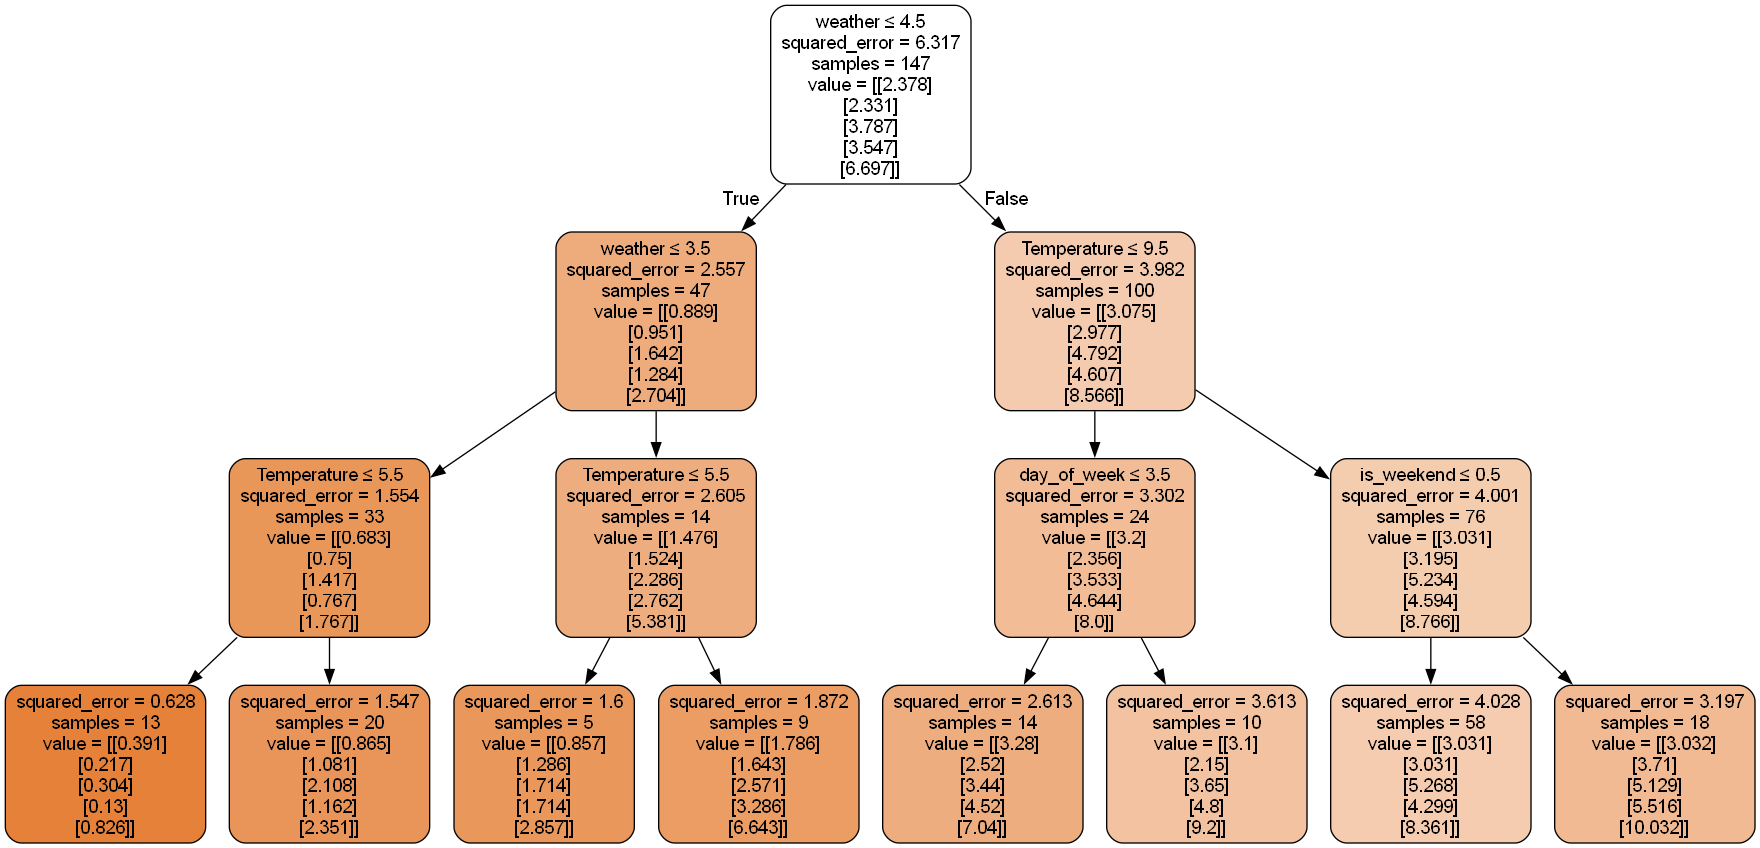 weather ≤ 4.5
squared_error = 6.317
samples = 147
value = [[2.378]
[2.331]
[3.787]
[3.547]
[6.697]]
True
False
weather ≤ 3.5
squared_error = 2.557
samples = 47
value = [[0.889]
[0.951]
[1.642]
[1.284]
[2.704]]
Temperature ≤ 9.5
squared_error = 3.982
samples = 100
value = [[3.075]
[2.977]
[4.792]
[4.607]
[8.566]]
Temperature ≤ 5.5
squared_error = 1.554
samples = 33
value = [[0.683]
[0.75]
[1.417]
[0.767]
[1.767]]
Temperature ≤ 5.5
squared_error = 2.605
samples = 14
value = [[1.476]
[1.524]
[2.286]
[2.762]
[5.381]]
day_of_week ≤ 3.5
squared_error = 3.302
samples = 24
value = [[3.2]
[2.356]
[3.533]
[4.644]
[8.0]]
is_weekend ≤ 0.5
squared_error = 4.001
samples = 76
value = [[3.031]
[3.195]
[5.234]
[4.594]
[8.766]]
squared_error = 0.628
samples = 13
value = [[0.391]
[0.217]
[0.304]
[0.13]
[0.826]]
squared_error = 1.547
samples = 20
value = [[0.865]
[1.081]
[2.108]
[1.162]
[2.351]]
squared_error = 1.6
samples = 5
value = [[0.857]
[1.286]
[1.714]
[1.714]
[2.857]]
squared_error = 1.872
samples = 9
value = [[1.786]
[1.643]
[2.571]
[3.286]
[6.643]]
squared_error = 2.613
samples = 14
value = [[3.28]
[2.52]
[3.44]
[4.52]
[7.04]]
squared_error = 3.613
samples = 10
value = [[3.1]
[2.15]
[3.65]
[4.8]
[9.2]]
squared_error = 4.028
samples = 58
value = [[3.031]
[3.031]
[5.268]
[4.299]
[8.361]]
squared_error = 3.197
samples = 18
value = [[3.032]
[3.71]
[5.129]
[5.516]
[10.032]]